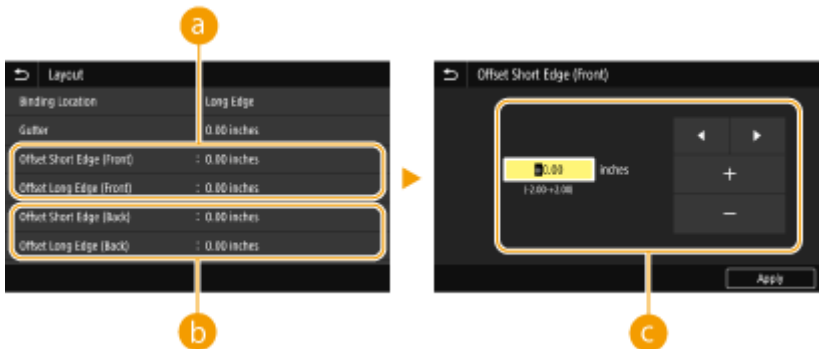 a
Layout
Binding Location Long Edge
Gutter 0.00 inches
Offset Short Edge (Front) : 0.00 inches
Offset Long Edge (Front) : 0.00 inches
Offset Short Edge (Back) : 0.00 inches
Offset Long Edge (Back) : 0.00 inches
b
Offset Short Edge (Front)
0.00 inches
(-2.00-+2.00)
+
−
Apply
c